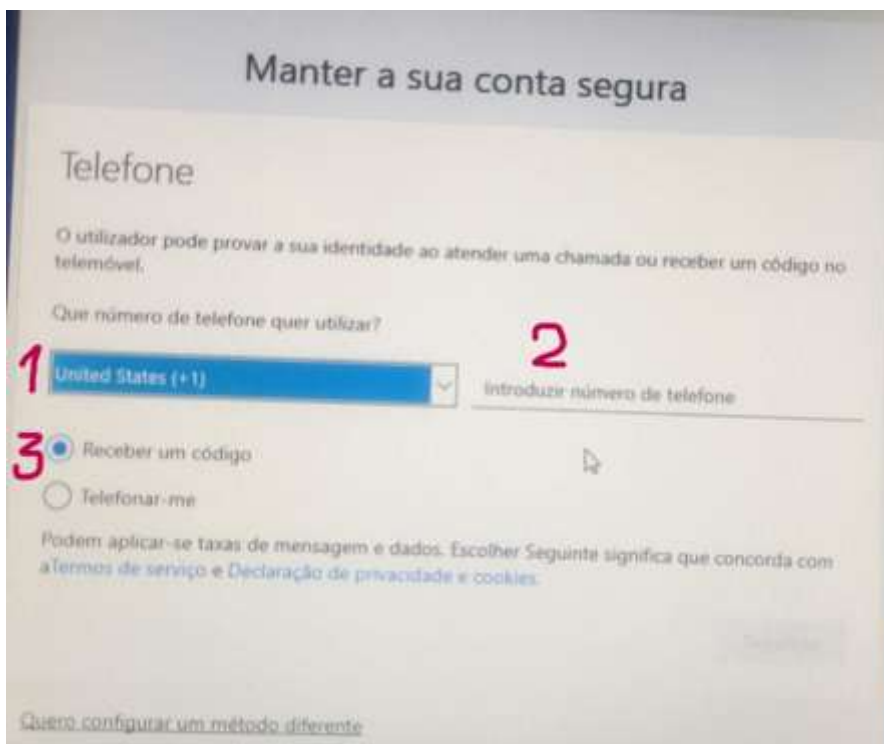 Manter a sua conta segura
Telefone
O utilizador pode provar a sua identidade ao atender uma chamada ou receber um código no
telemóvel.
Que número de telefone quer utilizar?
2
1 United States (+1) Introduzir número de telefone
3 Receber um código
Telefonar-me
Podem aplicar-se taxas de mensagem e dados. Escolher Seguinte significa que concorda com
aTermos de serviço e Declaração de privacidade e cookies.
Quero configurar um método diferente